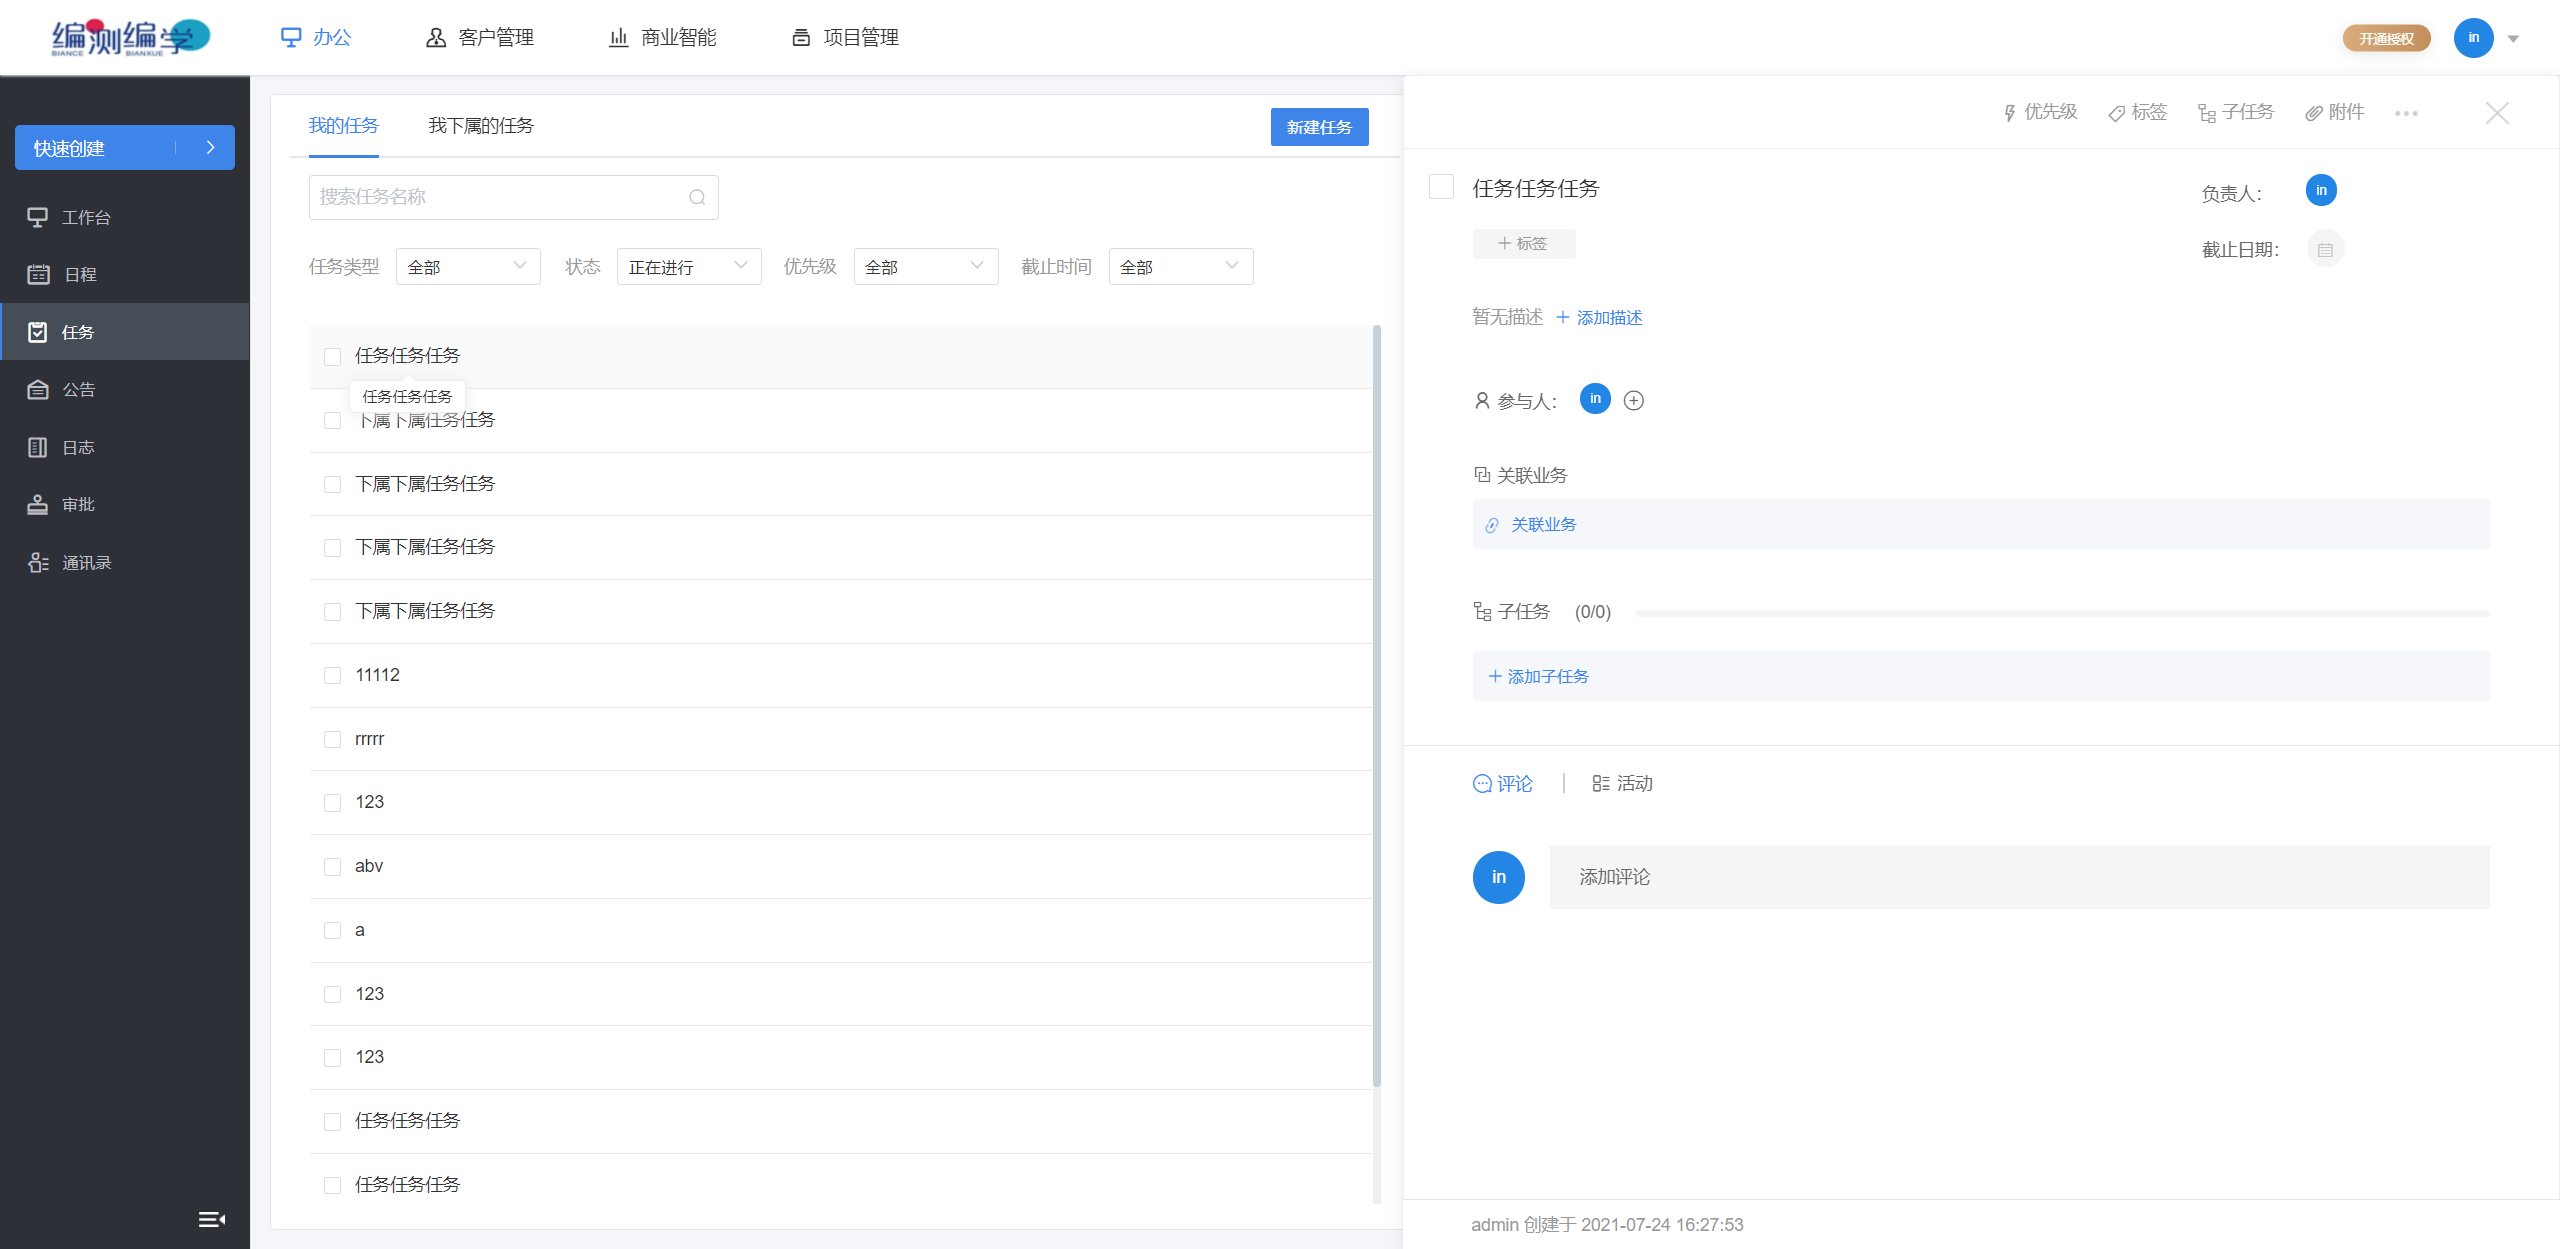 编测编学
BIANCE BIANXUE
办公
客户管理
商业智能
项目管理
开通授权
in
快速创建
工作台
日程
任务
公告
日志
审批
通讯录
我的任务
我下属的任务
新建任务
搜索任务名称
任务类型 全部 状态 正在进行 优先级 全部 截止时间 全部
任务任务任务
任务任务任务
下属下属任务任务
下属下属任务任务
下属下属任务任务
下属下属任务任务
11112
rrrrr
123
abv
a
123
123
任务任务任务
任务任务任务
优先级 标签 子任务 附件
任务任务任务
负责人: in
+ 标签
截止日期:
暂无描述 + 添加描述
参与人: in
关联业务
关联业务
子任务 (0/0)
+ 添加子任务
评论
活动
in 添加评论
admin 创建于 2021-07-24 16:27:53